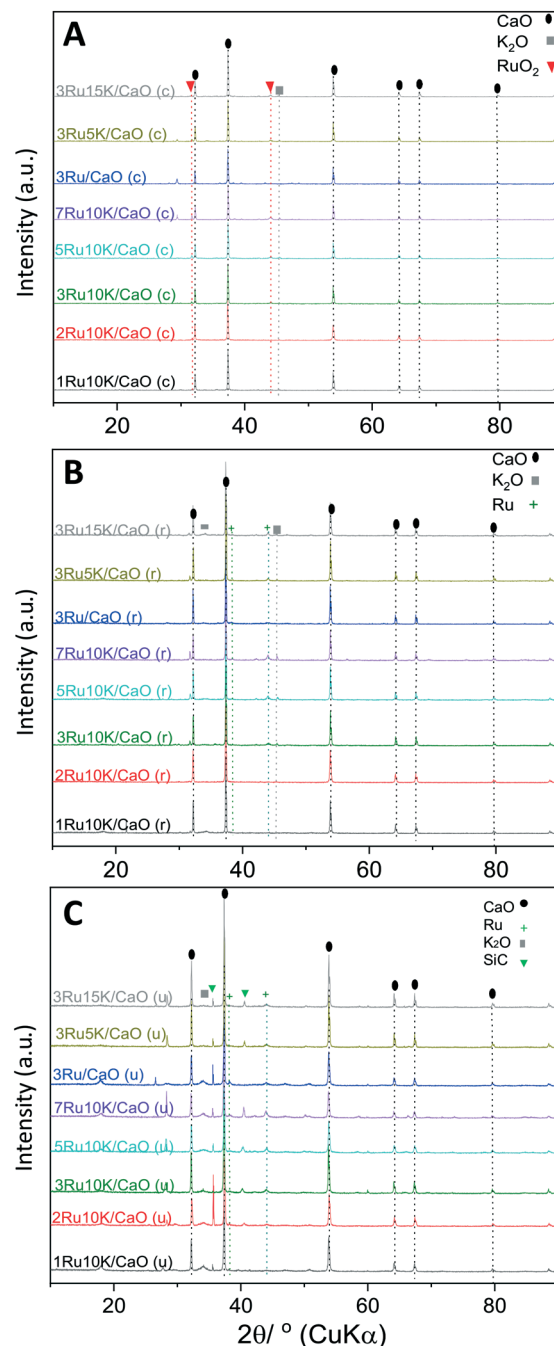 A
CaO
K₂O
RuO₂
3Ru15K/CaO (c)
3Ru5K/CaO (c)
3Ru/CaO (c)
7Ru10K/CaO (c)
5Ru10K/CaO (c)
3Ru10K/CaO (c)
2Ru10K/CaO (c)
1Ru10K/CaO (c)
Intensity (a.u.)
20 40 60 80
B
CaO
K₂O
Ru +
3Ru15K/CaO (r)
3Ru5K/CaO (r)
3Ru/CaO (r)
7Ru10K/CaO (r)
5Ru10K/CaO (r)
3Ru10K/CaO (r)
2Ru10K/CaO (r)
1Ru10K/CaO (r)
Intensity (a.u.)
20 40 60 80
C
CaO
Ru +
K₂O
SiC
3Ru15K/CaO (u)
3Ru5K/CaO (u)
3Ru/CaO (u)
7Ru10K/CaO (u)
5Ru10K/CaO (u)
3Ru10K/CaO (u)
2Ru10K/CaO (u)
1Ru10K/CaO (u)
Intensity (a.u.)
20 40 60 80
2θ/ ° (CuKα)